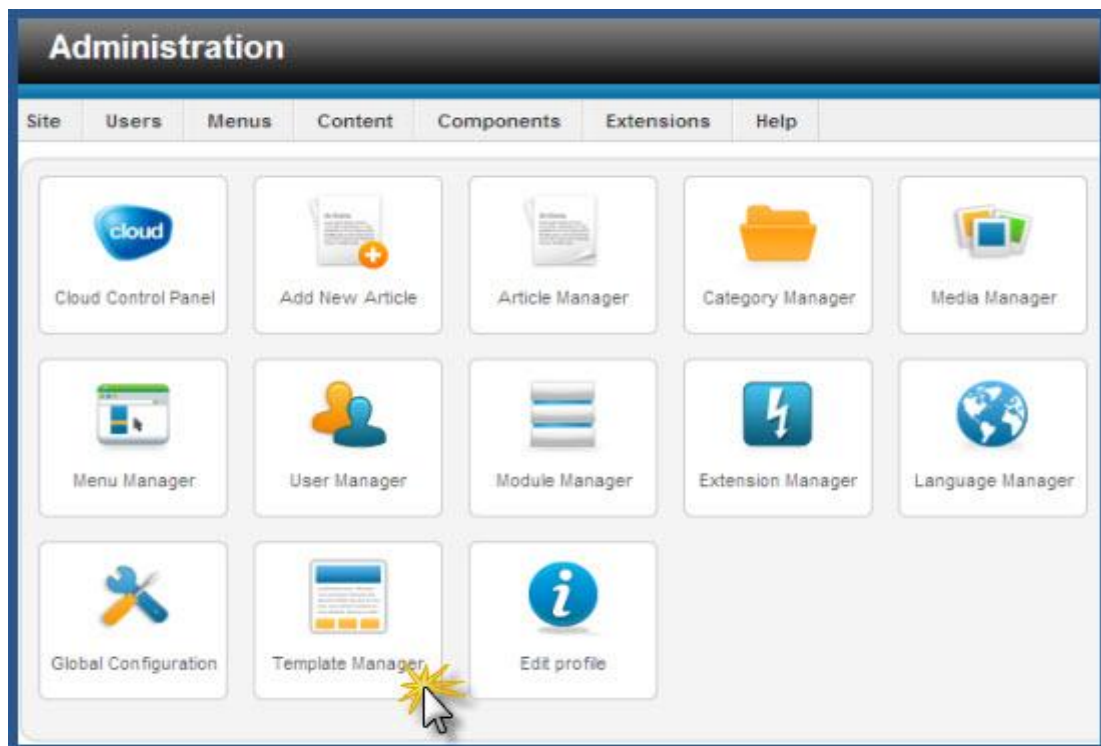 Administration
Site Users Menus Content Components Extensions Help
cloud
Cloud Control Panel Add New Article Article Manager Category Manager Media Manager
Menu Manager User Manager Module Manager Extension Manager Language Manager
Global Configuration Template Manager Edit profile